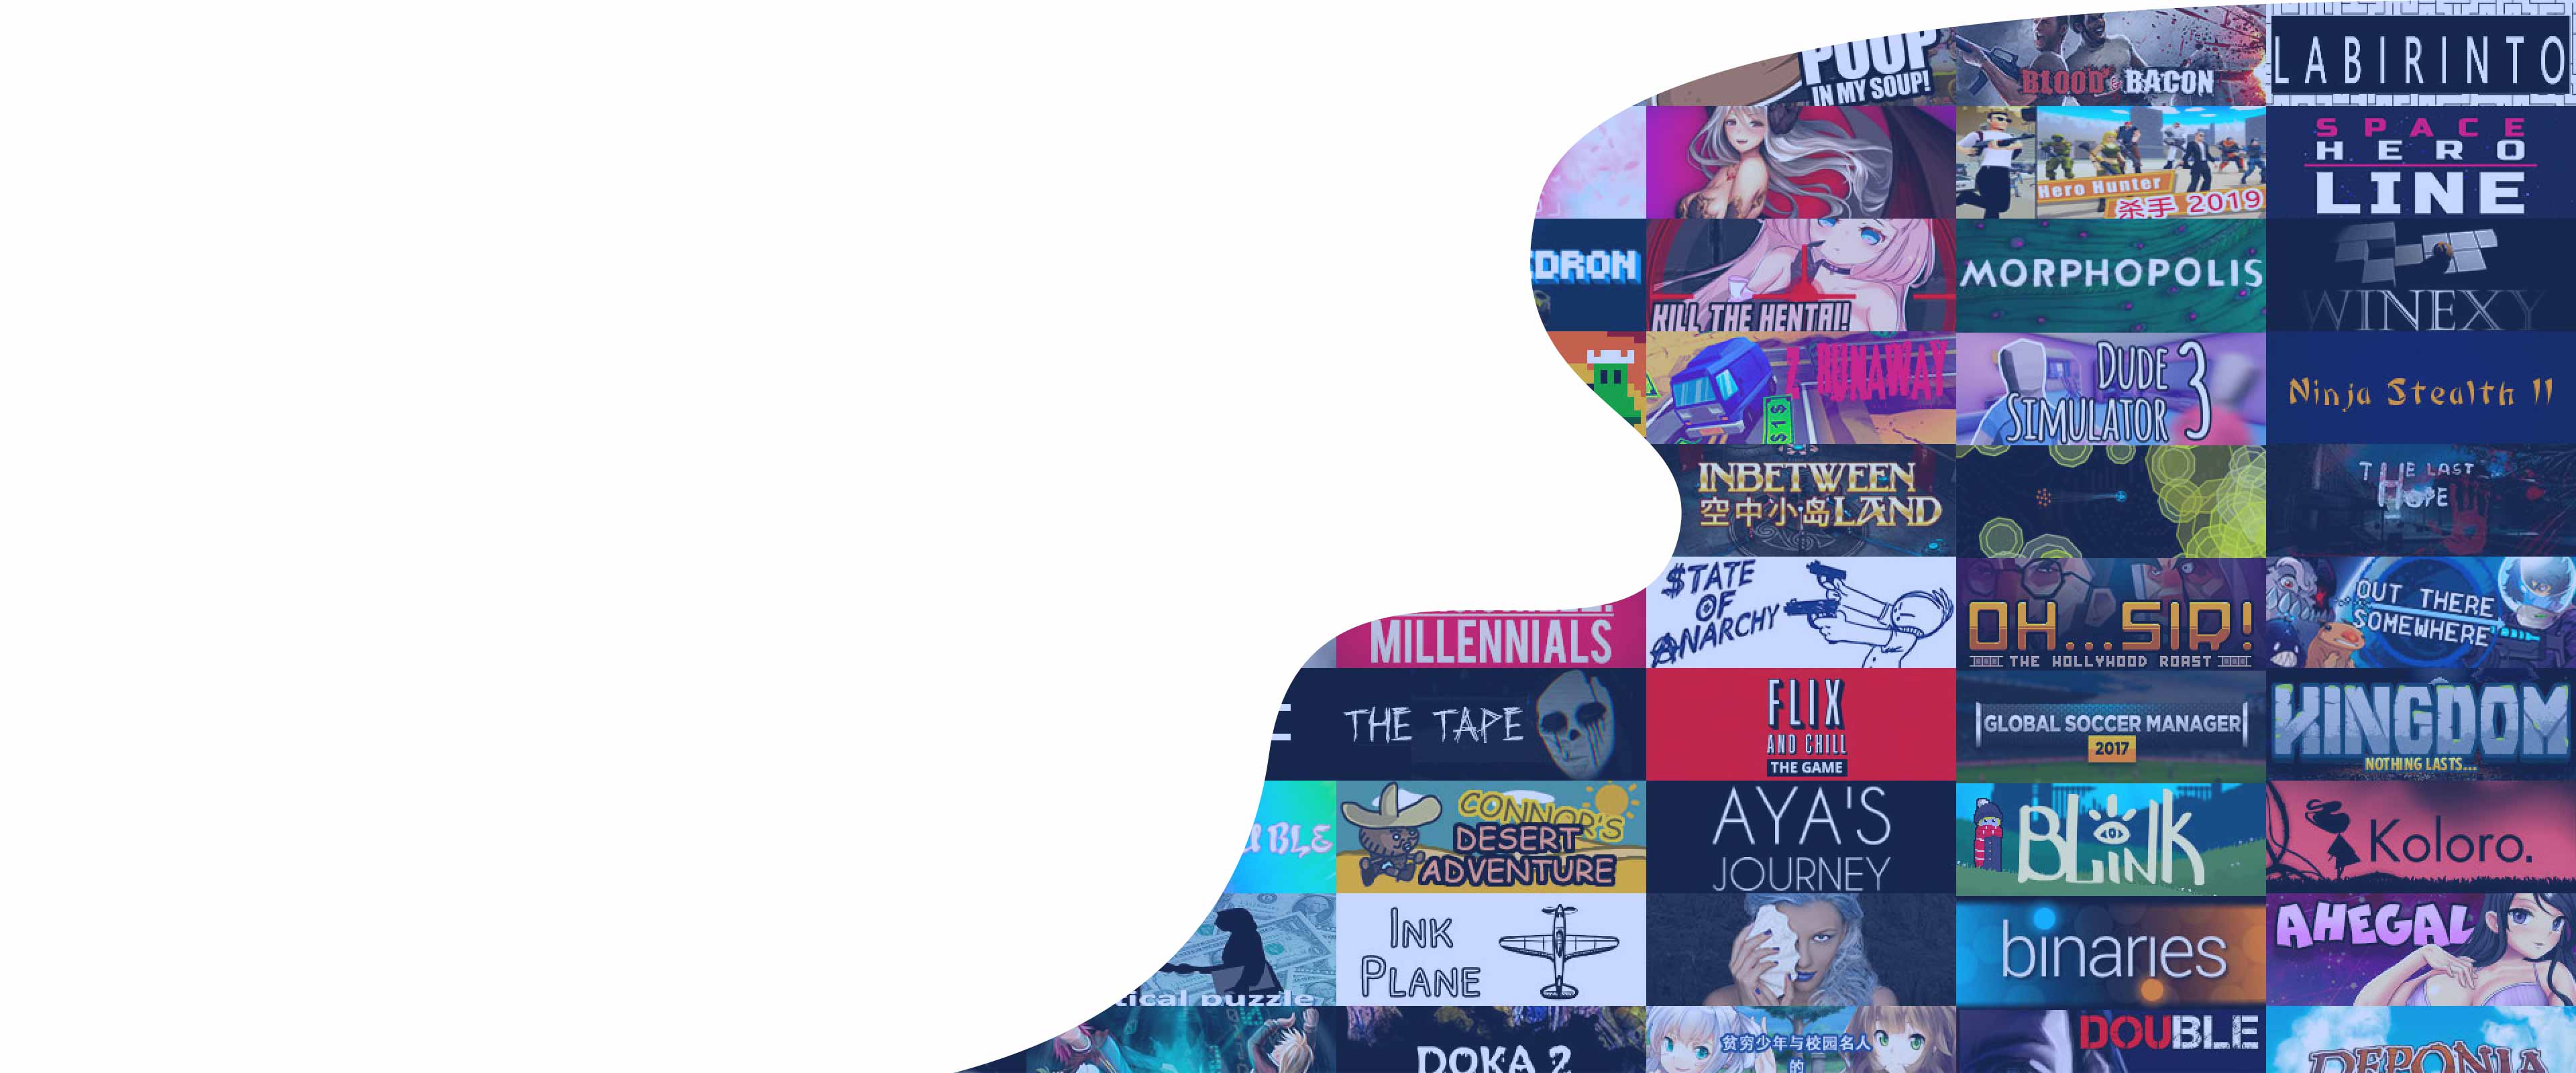 POOP
IN MY SOUP!
BLOOD & BACON
LABIRINTO
Hero Hunter
杀手 2019
SPACE
HERO
LINE
DRON
KILL THE HENTAI!
MORPHOPOLIS
WINEXY
Z RUNAWAY
$1$
DUDE
SIMULATOR 3
Ninja Stealth II
INBETWEEN
空中小岛LAND
THE LAST
HOPE
MILLENNIALS
$TATE
OF
ANARCHY
OH...SIR!
THE HOLLYHOOD ROAST
OUT THERE
SOMEWHERE
THE TAPE
FLIX
AND CHILL
THE GAME
GLOBAL SOCCER MANAGER
2017
KINGDOM
NOTHING LASTS...
BLE
CONNOR'S
DESERT
ADVENTURE
AYA'S
JOURNEY
BLINK
Koloro.
tical puzzle
INK
PLANE
binaries
AHEGAL
DOKA 2
贫穷少年与校园名人
的
DOUBLE
DEPONIA